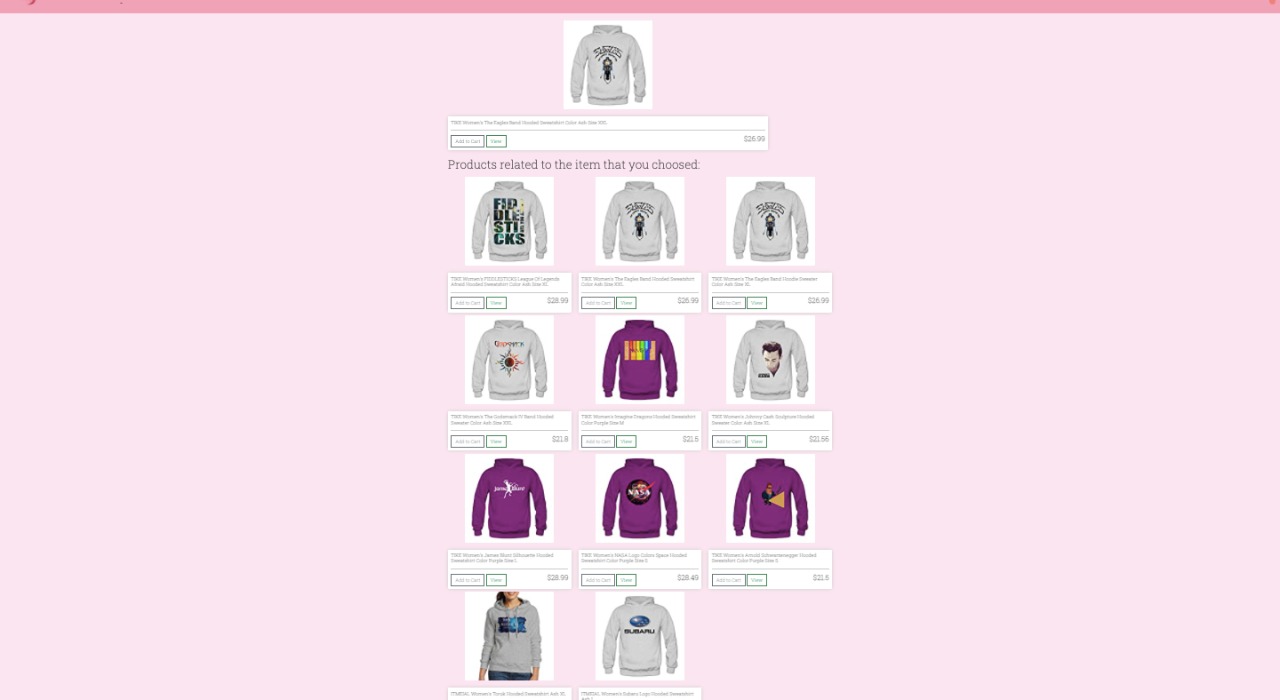 TIKE Women's The Eagles Band Hooded Sweatshirt Color Ash Size XXL
Add to Cart View $26.99
Products related to the item that you choosed:
FID
DLE
STI
CKS
TIKE Women's FIDDLESTICKS League Of Legends
Hooded Sweatshirt Color Ash Size XL
Add to Cart View $28.99
TIKE Women's The Eagles Band Hooded Sweatshirt
Color Ash Size XXL
Add to Cart View $26.99
TIKE Women's The Eagles Band Hoodie Sweater
Color Ash Size XL
Add to Cart View $26.99
Godsmack
TIKE Women's The Godsmack IV Band Hooded
Sweater Color Ash Size XXL
Add to Cart View $21.8
TIKE Women's Imagine Dragons Hooded Sweatshirt
Color Purple Size M
Add to Cart View $21.5
TIKE Women's Johnny Cash Sculpture Hooded
Sweater Color Ash Size XL
Add to Cart View $21.56
James Blunt
TIKE Women's James Blunt Silhouette Hooded
Sweatshirt Color Purple Size L
Add to Cart View $28.99
NASA
TIKE Women's NASA Logo Colors Space Hooded
Sweatshirt Color Purple Size S
Add to Cart View $28.49
TIKE Women's Arnold Schwarzenegger Hooded
Sweatshirt Color Purple Size S
Add to Cart View $21.5
SUBARU
ITMEDAL Women's Hooded Sweatshirt Ash XL
ITMEDAL Women's Subaru Logo Hooded Sweatshirt